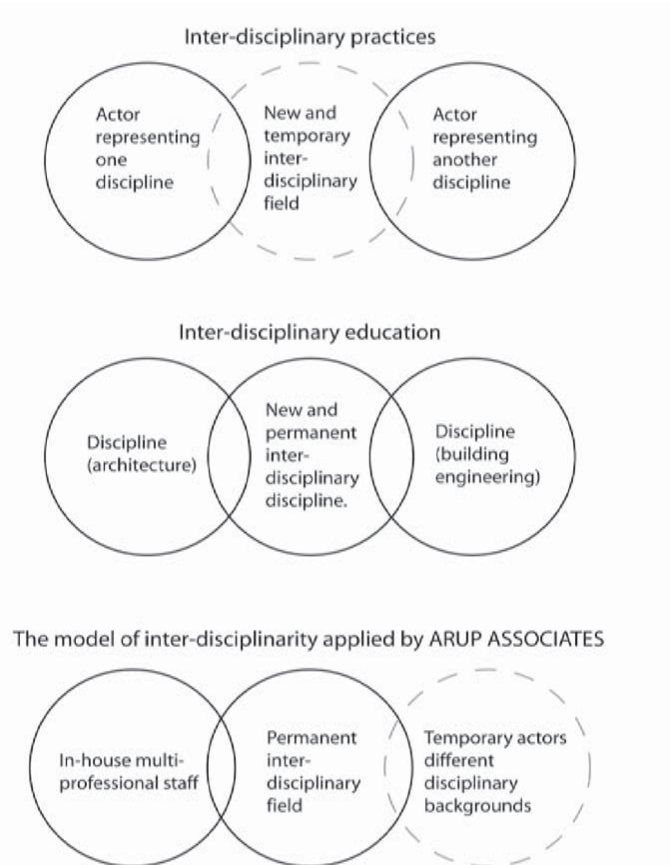 Inter-disciplinary practices
Actor
representing
one
discipline
New and
temporary
inter-
disciplinary
field
Actor
representing
another
discipline
Inter-disciplinary education
Discipline
(architecture)
New and
permanent
inter-
disciplinary
discipline.
Discipline
(building
engineering)
The model of inter-disciplinarity applied by ARUP ASSOCIATES
In-house multi-
professional staff
Permanent
inter-
disciplinary
field
Temporary actors
different
disciplinary
backgrounds